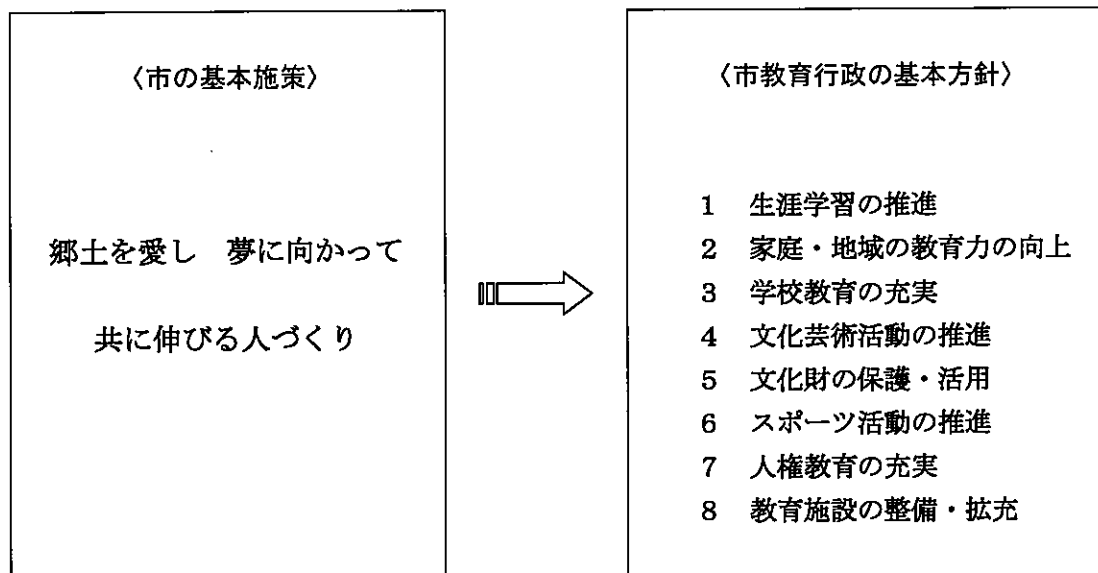 〈市の基本施策〉
郷土を愛し　夢に向かって
共に伸びる人づくり
〈市教育行政の基本方針〉
1　生涯学習の推進
2　家庭・地域の教育力の向上
3　学校教育の充実
4　文化芸術活動の推進
5　文化財の保護・活用
6　スポーツ活動の推進
7　人権教育の充実
8　教育施設の整備・拡充